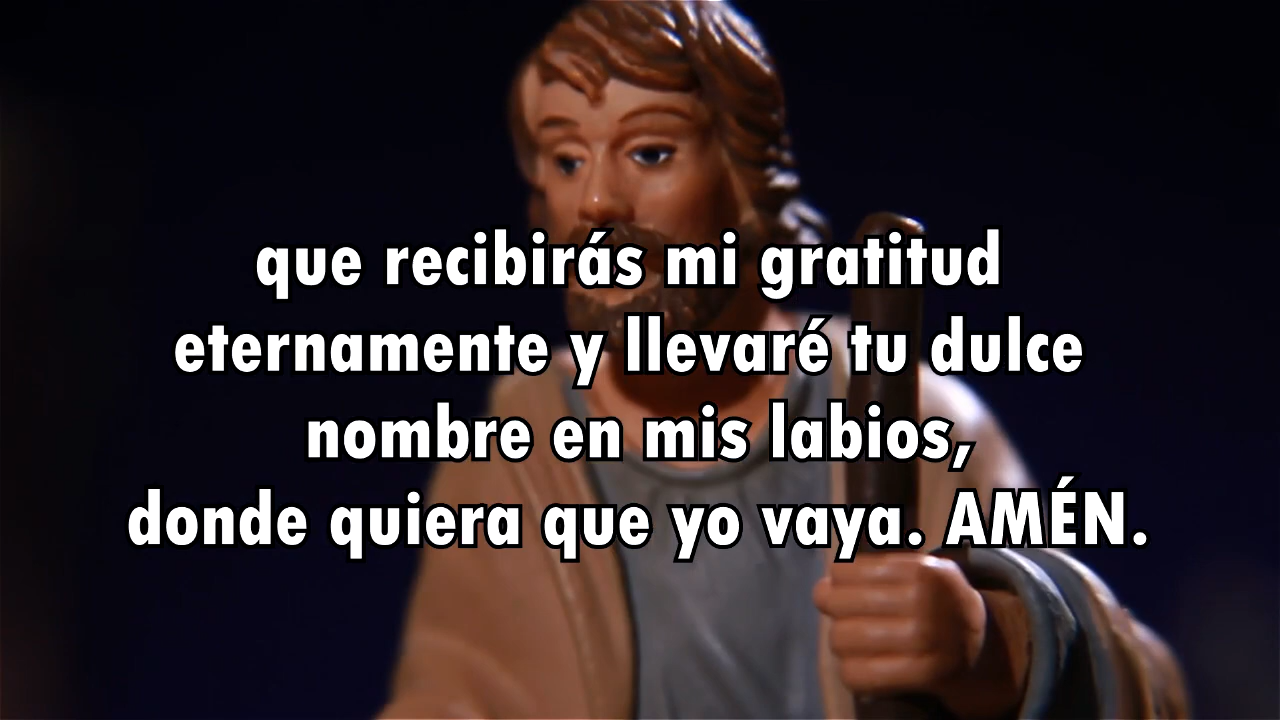 que recibirás mi gratitud
eternamente y llevaré tu dulce
nombre en mis labios,
donde quiera que yo vaya. AMÉN.